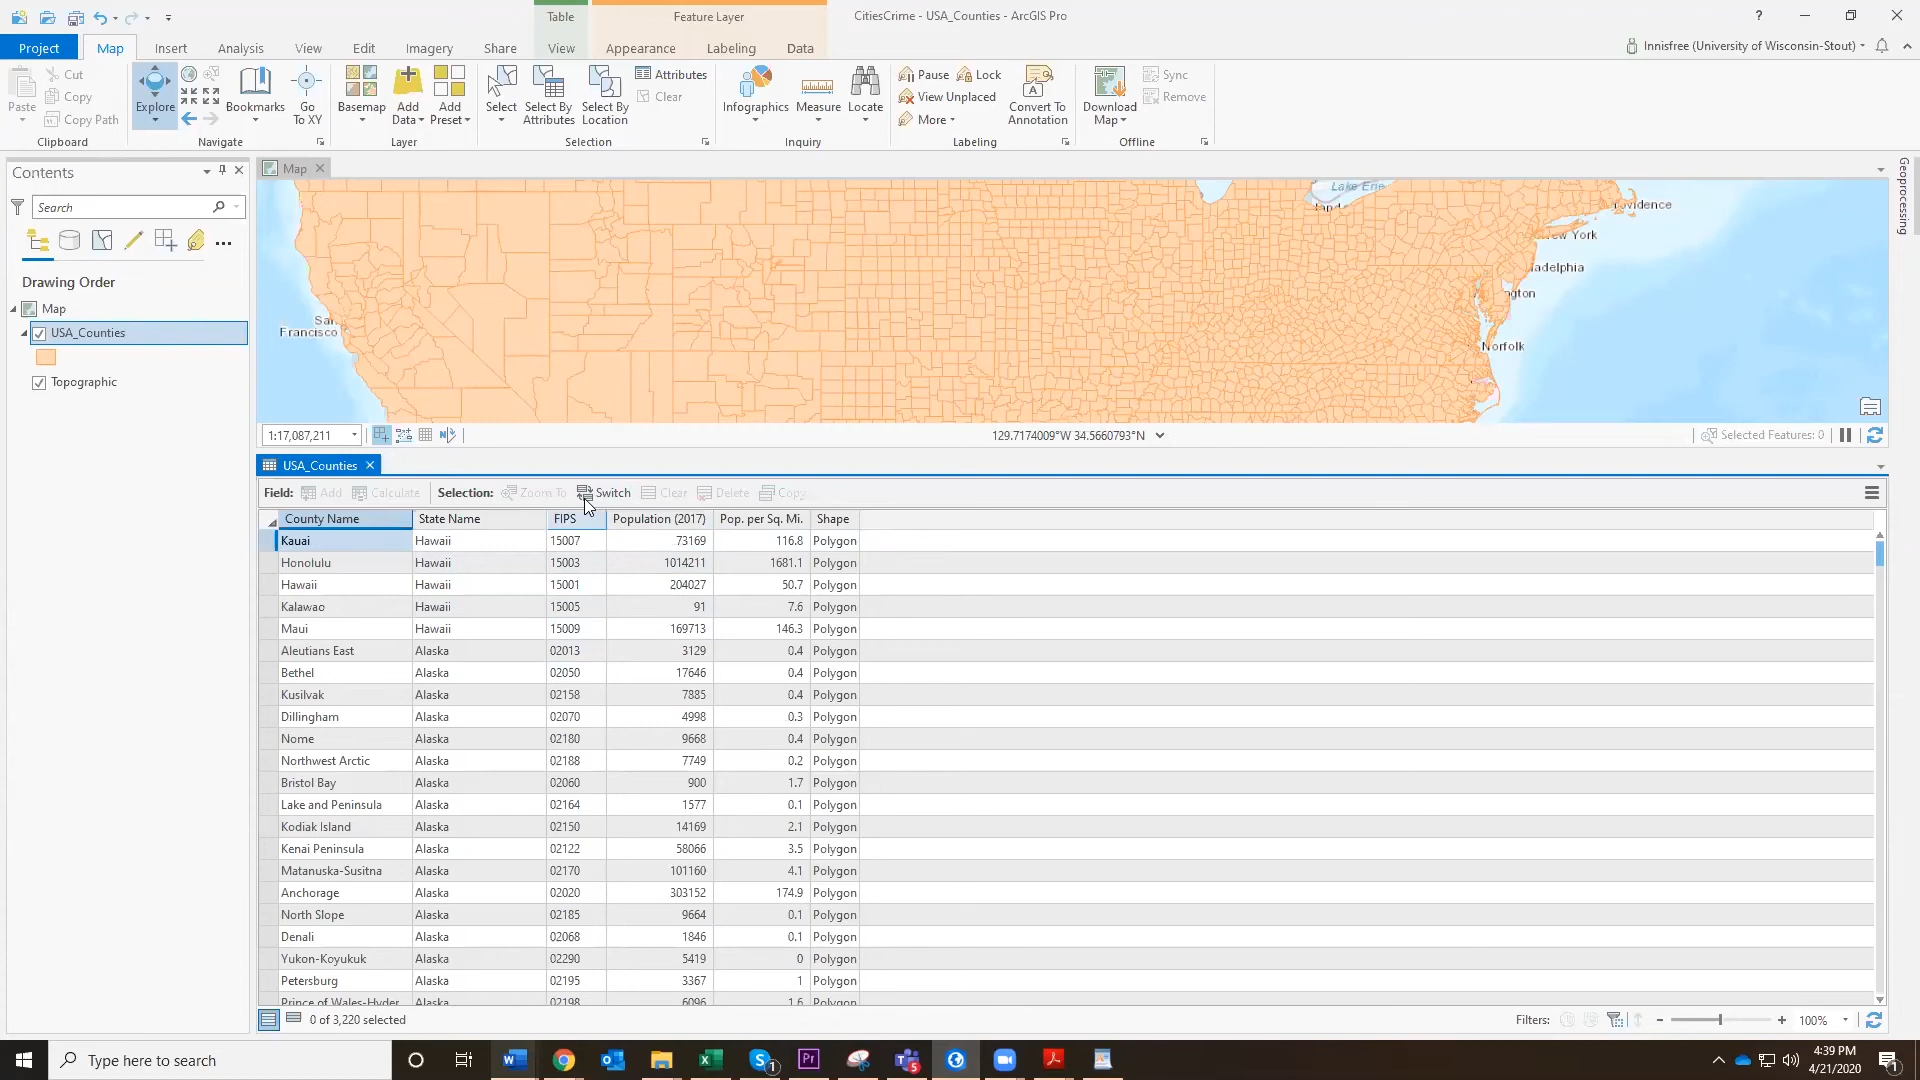 Table
Feature Layer
CitiesCrime - USA_Counties - ArcGIS Pro
?
Project Map Insert Analysis View Edit Imagery Share View Appearance Labeling Data
Innisfree (University of Wisconsin-Stout)
Paste
Cut
Copy
Copy Path
Clipboard
Explore
Bookmarks
Go
To XY
Navigate
Basemap
Add
Data
Add
Preset
Layer
Select
Select By
Attributes
Select By
Location
Attributes
Clear
Selection
Infographics
Measure
Locate
Inquiry
Pause
Lock
View Unplaced
More
Convert To
Annotation
Labeling
Download
Map
Sync
Remove
Offline
Contents
Search
Drawing Order
Map
USA_Counties
Topographic
Map
Geoprocessing
Lake Erie
New York
Norfolk
San
Francisco
1:17,087,211
129.7174009°W 34.5660793°N
Selected Features: 0
USA_Counties
Field: Add Calculate Selection: Zoom To Switch Clear Delete Copy
County Name State Name FIPS Population (2017) Pop. per Sq. Mi. Shape
Kauai Hawaii 15007 73169 116.8 Polygon
Honolulu Hawaii 15003 1014211 1681.1 Polygon
Hawaii Hawaii 15001 204027 50.7 Polygon
Kalawao Hawaii 15005 91 7.6 Polygon
Maui Hawaii 15009 169713 146.3 Polygon
Aleutians East Alaska 02013 3129 0.4 Polygon
Bethel Alaska 02050 17646 0.4 Polygon
Kusilvak Alaska 02158 7885 0.4 Polygon
Dillingham Alaska 02070 4998 0.3 Polygon
Nome Alaska 02180 9668 0.4 Polygon
Northwest Arctic Alaska 02188 7749 0.2 Polygon
Bristol Bay Alaska 02060 900 1.7 Polygon
Lake and Peninsula Alaska 02164 1577 0.1 Polygon
Kodiak Island Alaska 02150 14169 2.1 Polygon
Kenai Peninsula Alaska 02122 58066 3.5 Polygon
Matanuska-Susitna Alaska 02170 101160 4.1 Polygon
Anchorage Alaska 02020 303152 174.9 Polygon
North Slope Alaska 02185 9664 0.1 Polygon
Denali Alaska 02068 1846 0.1 Polygon
Yukon-Koyukuk Alaska 02290 5419 0 Polygon
Petersburg Alaska 02195 3367 1 Polygon
Prince of Wales-Hyder Alaska 02198 6096 1.6 Polygon
0 of 3,220 selected
Filters:
100%
Type here to search
4:39 PM
4/21/2020